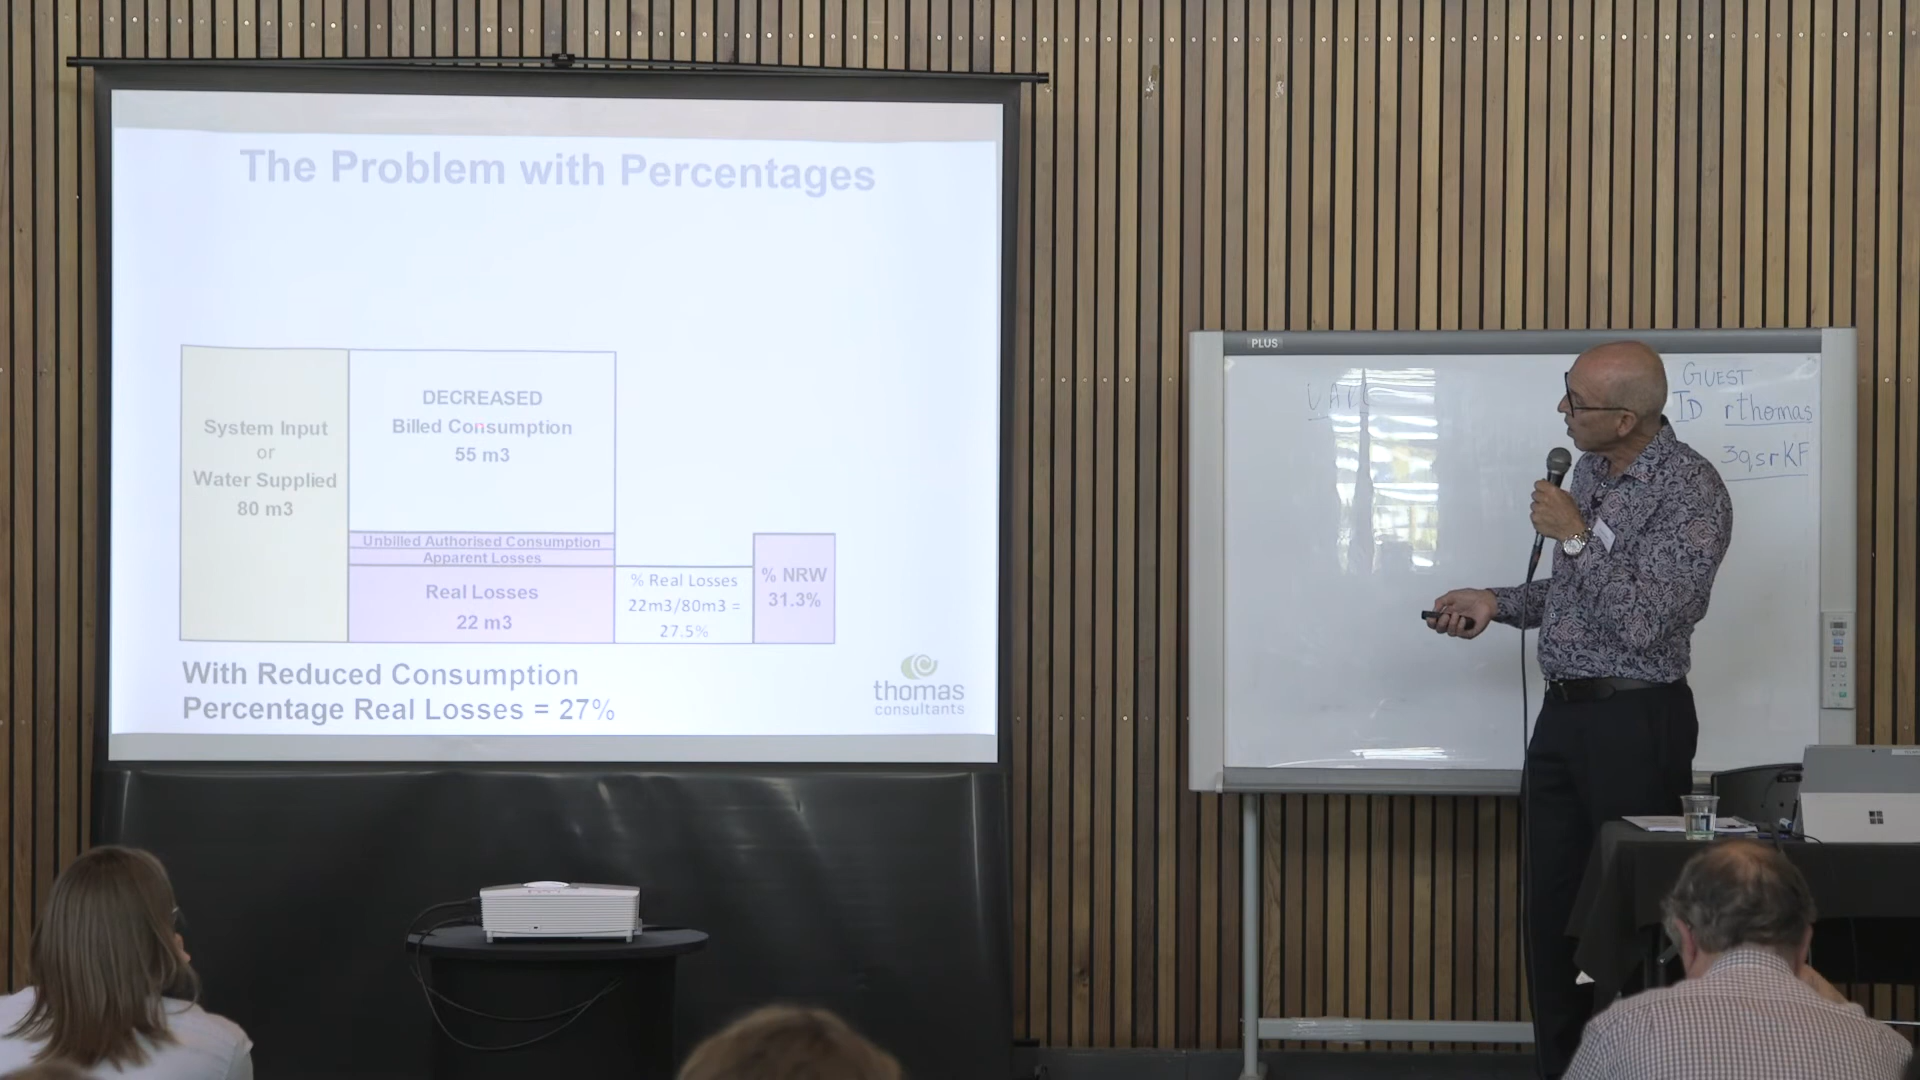 The Problem with Percentages
System Input
or
Water Supplied
80 m3
DECREASED
Billed Consumption
55 m3
Unbilled Authorised Consumption
Apparent Losses
Real Losses
22 m3
% Real Losses
22m3/80m3 =
27.5%
% NRW
31.3%
With Reduced Consumption
Percentage Real Losses = 27%
thomas
consultants
PLUS
GUEST
ID rthomas
3qsrKF